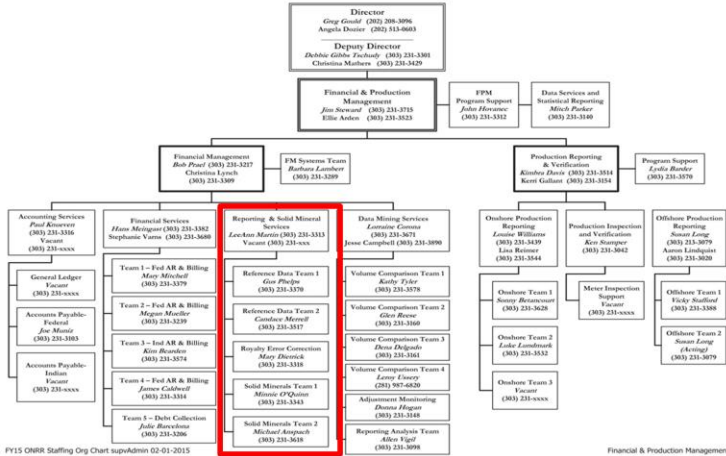 Director
Greg Gould (202) 208-3096
Angela Dozier (202) 513-0603
Deputy Director
Debbie Gibbs Tschudy (303) 231-3301
Christina Mathers (303) 231-3429
Financial & Production
Management
Jim Steward (303) 231-3715
Ellie Arden (303) 231-3523
FPM
Program Support
John Hovanec
(303) 231-3312
Data Services and
Statistical Reporting
Mitch Parker
(303) 231-3140
Financial Management
Bob Prael (303) 231-3217
Christina Lynch
(303) 231-3309
FM Systems Team
Barbara Lambert
(303) 231-3289
Production Reporting
& Verification
Kimbra Davis (303) 231-3514
Kerri Gallant (303) 231-3154
Program Support
Lydia Barder
(303) 231-3570
Accounting Services
Paul Knueven
(303) 231-3316
Vacant
(303) 231-xxxx
General Ledger
Vacant
(303) 231-xxxx
Accounts Payable-
Federal
Joe Muniz
(303) 231-3103
Accounts Payable-
Indian
Vacant
(303) 231-xxxx
Financial Services
Hans Meingast (303) 231-3382
Stephanie Varns (303) 231-3680
Team 1 – Fed AR & Billing
Mary Mitchell
(303) 231-3379
Team 2 – Fed AR & Billing
Megan Mueller
(303) 231-3239
Team 3 – Ind AR & Billing
Kim Bearden
(303) 231-3574
Team 4 – Fed AR & Billing
James Caldwell
(303) 231-3314
Team 5 – Debt Collection
Julie Barcelona
(303) 231-3206
Reporting & Solid Mineral
Services
LeeAnn Martin (303) 231-3313
Vacant (303) 231-xxx
Reference Data Team 1
Gus Phelps
(303) 231-3370
Reference Data Team 2
Candace Merrell
(303) 231-3517
Royalty Error Correction
Mary Dietrick
(303) 231-3318
Solid Minerals Team 1
Minnie O'Quinn
(303) 231-3343
Solid Minerals Team 2
Michael Anspach
(303) 231-3618
Data Mining Services
Lorraine Corona
(303) 231-3671
Jesse Campbell (303) 231-3890
Volume Comparison Team 1
Kathy Tyler
(303) 231-3578
Volume Comparison Team 2
Glen Reese
(303) 231-3160
Volume Comparison Team 3
Dena Delgado
(303) 231-3161
Volume Comparison Team 4
Leroy Ussery
(281) 987-6820
Adjustment Monitoring
Donna Hogan
(303) 231-3148
Reporting Analysis Team
Allen Vigil
(303) 231-3098
Onshore Production
Reporting
Louise Williams
(303) 231-3439
Lisa Reimer
(303) 231-3544
Onshore Team 1
Sonny Betancourt
(303) 231-3628
Onshore Team 2
Luke Lundmark
(303) 231-3532
Onshore Team 3
Vacant
(303) 231-xxxx
Production Inspection
and Verification
Ken Stamper
(303) 231-3042
Meter Inspection
Support
Vacant
(303) 231-xxxx
Offshore Production
Reporting
Susan Long
(303) 213-3079
Aaron Lindquist
(303) 231-3020
Offshore Team 1
Vicky Stafford
(303) 231-3388
Offshore Team 2
Susan Long
(Acting)
(303) 231-3079
FY15 ONRR Staffing Org Chart supvAdmin 02-01-2015
Financial & Production Management